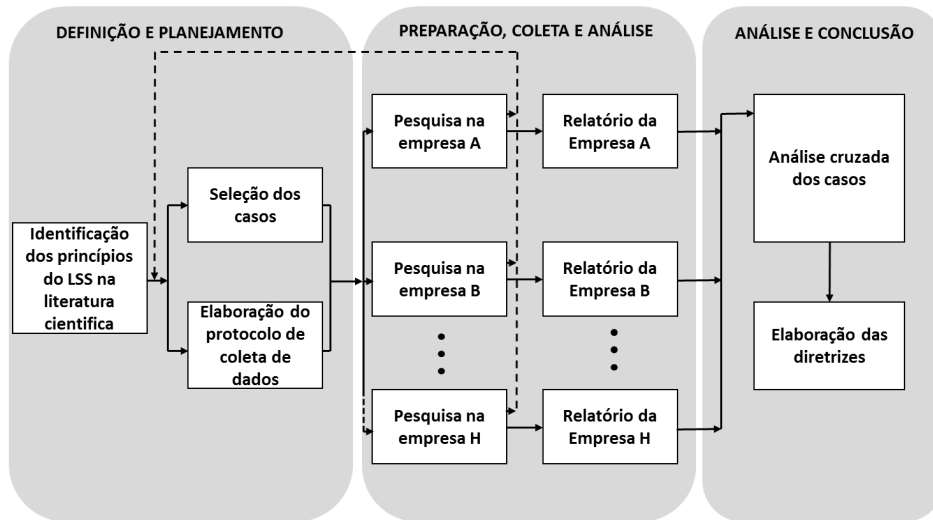 DEFINIÇÃO E PLANEJAMENTO
Identificação
dos princípios
do LSS na
literatura
cientifica
Seleção dos
casos
Elaboração do
protocolo de
coleta de
dados
PREPARAÇÃO, COLETA E ANÁLISE
Pesquisa na
empresa A
Relatório da
Empresa A
Pesquisa na
empresa B
Relatório da
Empresa B
Pesquisa na
empresa H
Relatório da
Empresa H
ANÁLISE E CONCLUSÃO
Análise cruzada
dos casos
Elaboração das
diretrizes